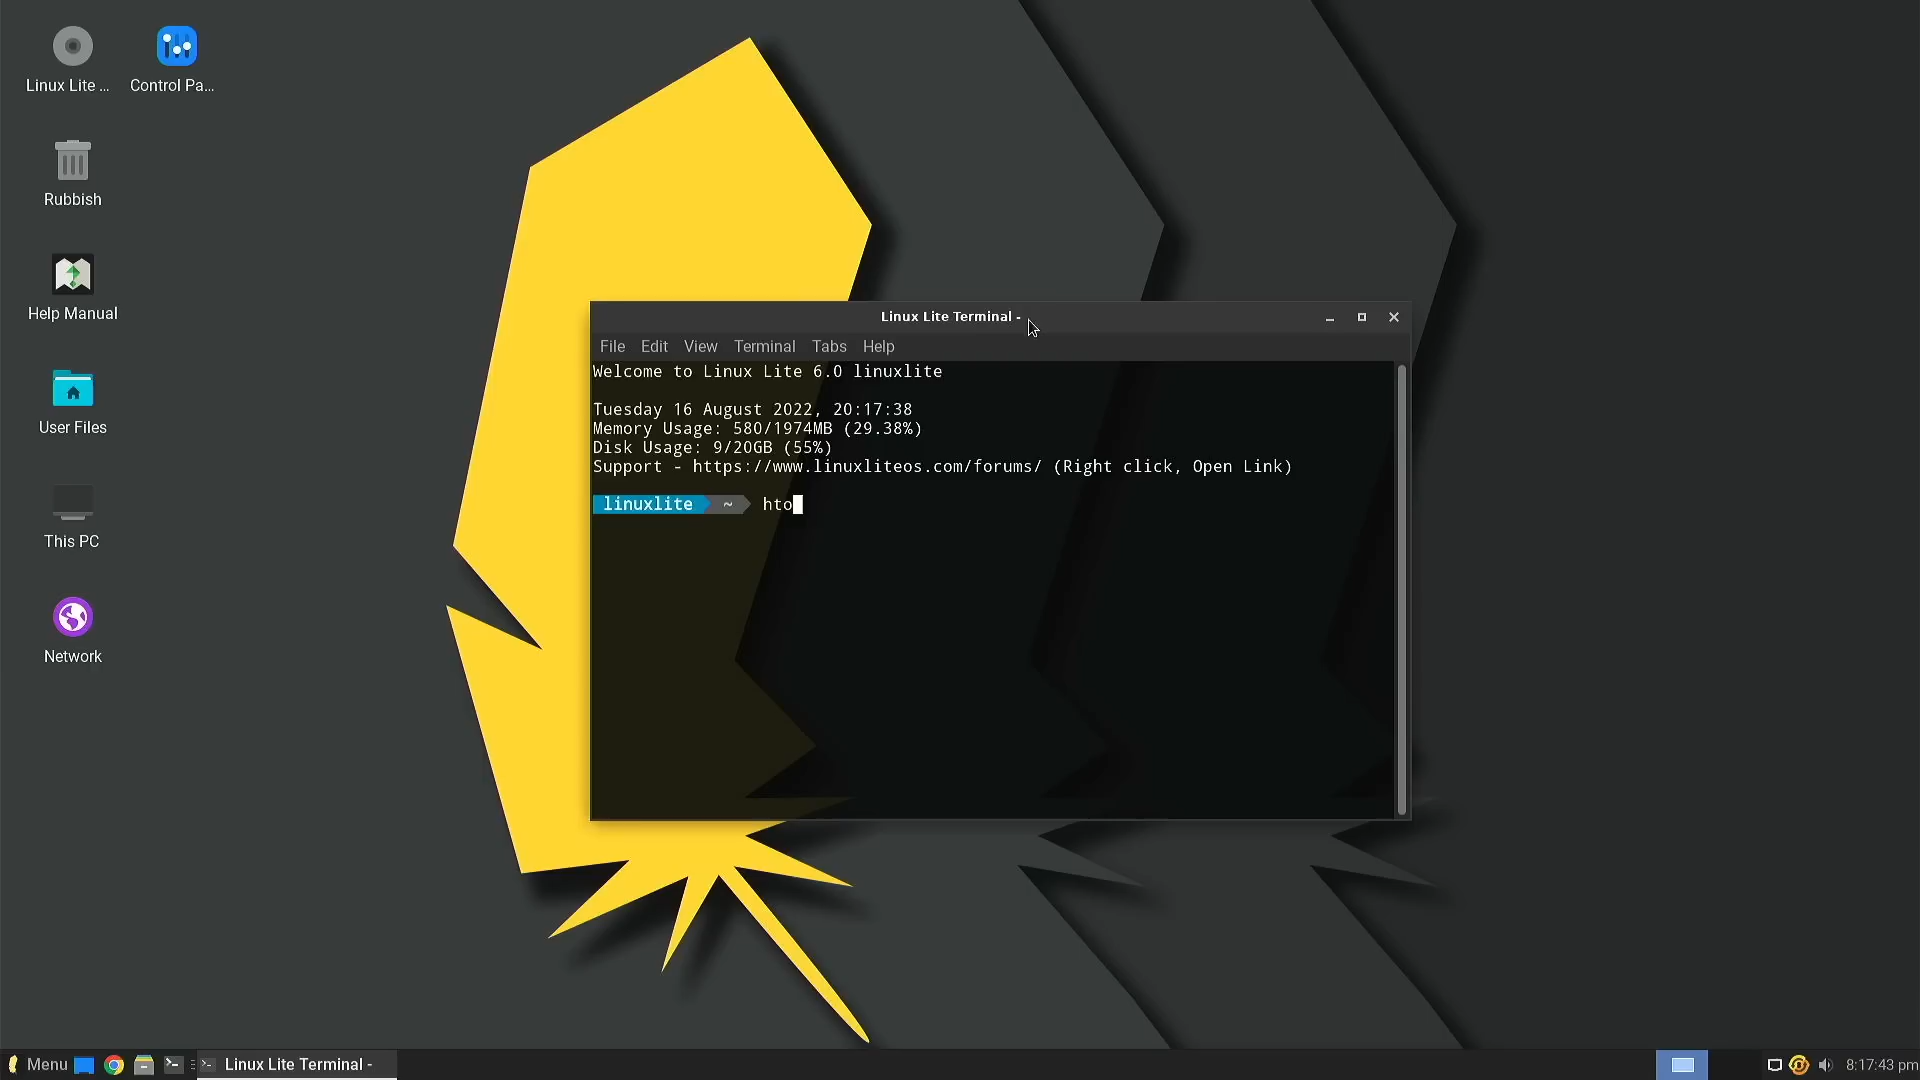 Linux Lite ...
Control Pa...
Rubbish
Help Manual
User Files
This PC
Network
Linux Lite Terminal -
File Edit View Terminal Tabs Help
Welcome to Linux Lite 6.0 linuxlite
Tuesday 16 August 2022, 20:17:38
Memory Usage: 580/1974MB (29.38%)
Disk Usage: 9/20GB (55%)
Support - https://www.linuxliteos.com/forums/ (Right click, Open Link)
linuxlite ~ hto
Menu Linux Lite Terminal - 8:17:43 pm